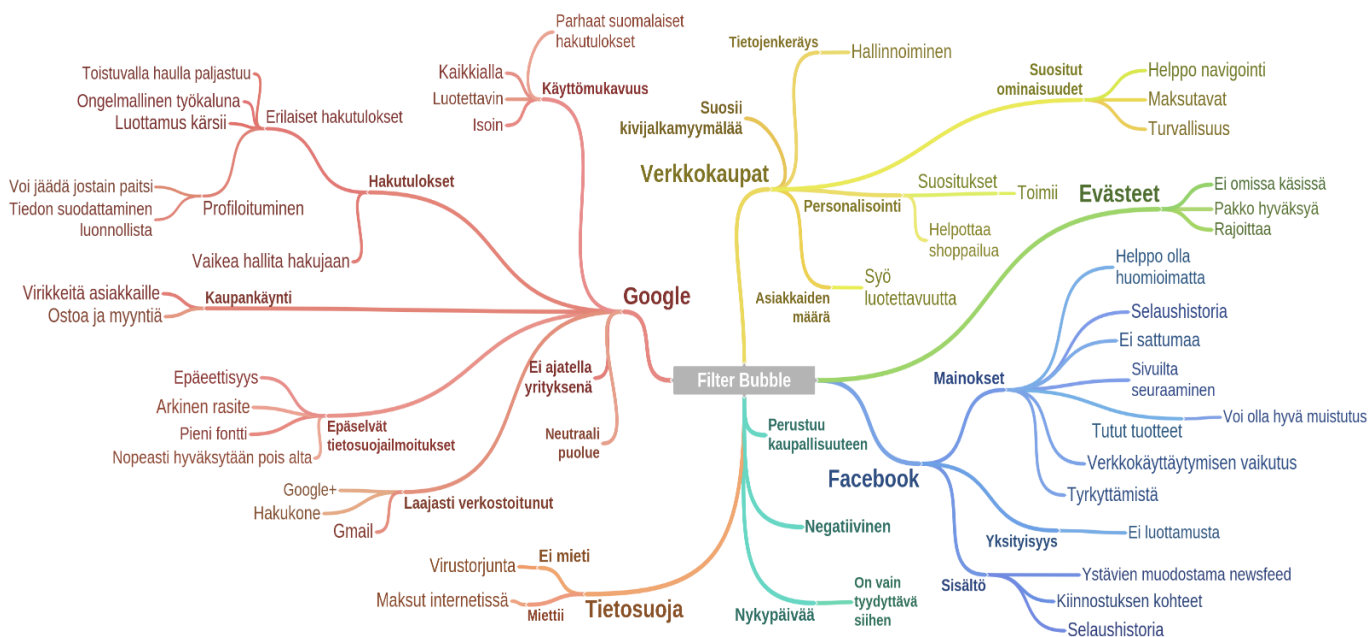 Filter Bubble
Google
Käyttömukavuus
Parhaat suomalaiset
hakutulokset
Kaikkialla
Luotettavin
Isoin
Hakutulokset
Erilaiset hakutulokset
Toistuvalla haulla paljastuu
Ongelmallinen työkaluna
Luottamus kärsii
Profiloituminen
Voi jäädä jostain paitsi
Tiedon suodattaminen
luonnollista
Vaikea hallita hakujaan
Kaupankäynti
Virikkeitä asiakkaille
Ostoa ja myyntiä
Epäselvät
tietosuojailmoitukset
Epäeettisyys
Arkinen rasite
Pieni fontti
Nopeasti hyväksytään pois alta
Laajasti verkostoitunut
Google+
Hakukone
Gmail
Ei ajatella
yrityksenä
Neutraali
puolue
Tietosuoja
Ei mieti
Virustorjunta
Miettii
Maksut internetissä
Verkkokaupat
Suosii
kivijalkamyymälää
Tietojenkeräys
Hallinnoiminen
Suositut
ominaisuudet
Helppo navigointi
Maksutavat
Turvallisuus
Personalisointi
Suositukset
Toimii
Helpottaa
shoppailua
Asiakkaiden
määrä
Syö
luotettavuutta
Evästeet
Ei omissa käsissä
Pakko hyväksyä
Rajoittaa
Facebook
Mainokset
Helppo olla
huomioimatta
Selaushistoria
Ei sattumaa
Sivuilta
seuraaminen
Tutut tuotteet
Voi olla hyvä muistutus
Verkkokäyttäytymisen vaikutus
Tyrkyttämistä
Yksityisyys
Ei luottamusta
Sisältö
Ystävien muodostama newsfeed
Kiinnostuksen kohteet
Selaushistoria
Perustuu
kaupallisuuteen
Negatiivinen
Nykypäivää
On vain
tyydyttävä
siihen